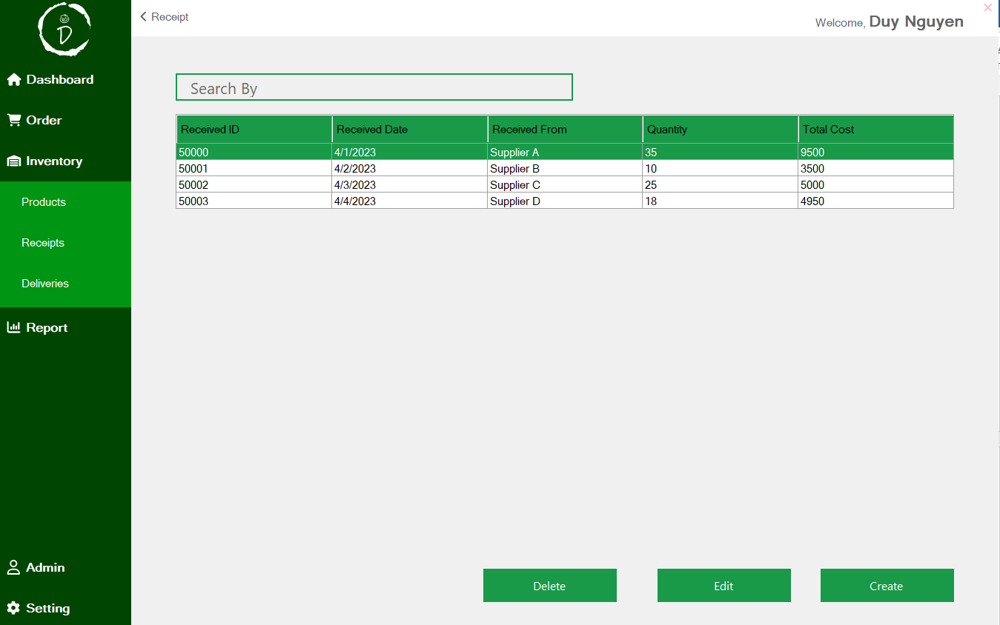 D
Receipt
Welcome, Duy Nguyen
Dashboard
Order
Inventory
Products
Receipts
Deliveries
Report
Admin
Setting
Search By
Received ID Received Date Received From Quantity Total Cost
50000 4/1/2023 Supplier A 35 9500
50001 4/2/2023 Supplier B 10 3500
50002 4/3/2023 Supplier C 25 5000
50003 4/4/2023 Supplier D 18 4950
Delete Edit Create